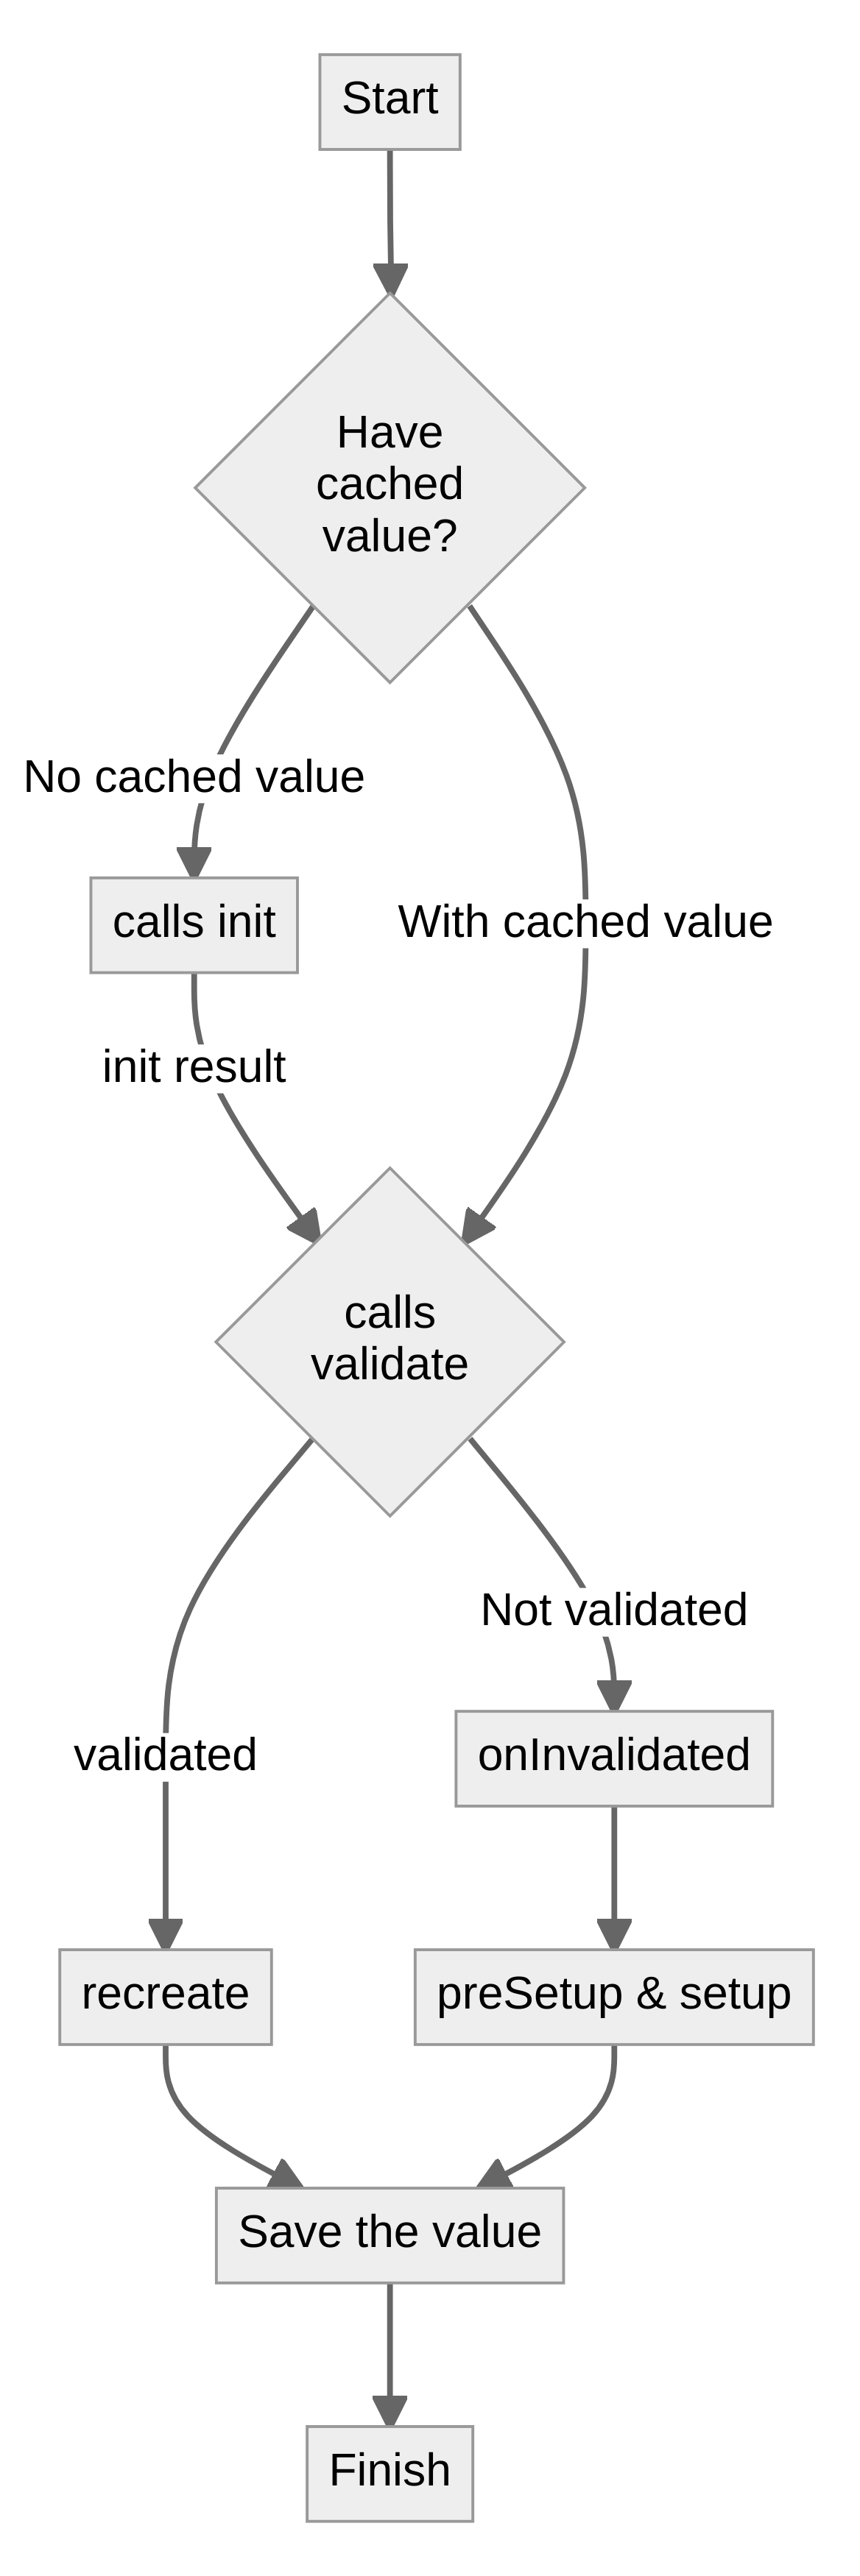 Start
Have
cached
value?
No cached value
calls init
With cached value
init result
calls
validate
Not validated
validated
onInvalidated
recreate
preSetup & setup
Save the value
Finish